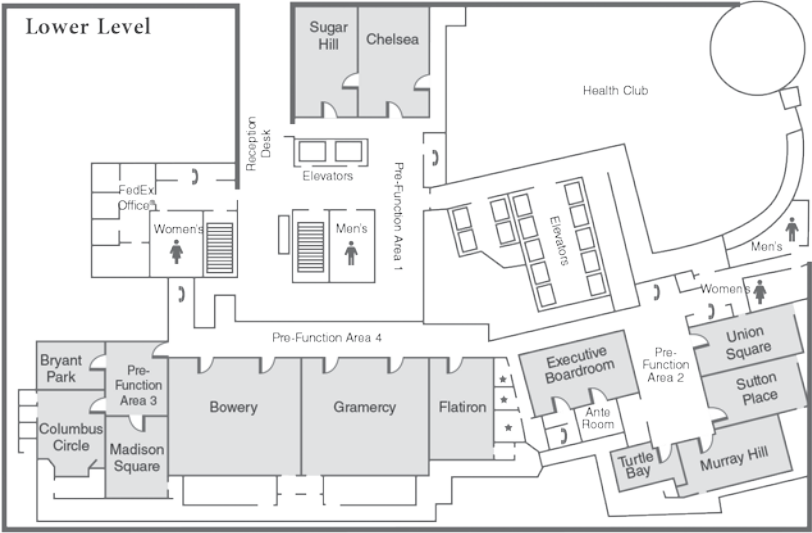 Lower Level
Sugar
Hill
Chelsea
Health Club
Reception
Desk
Elevators
Pre-Function Area 1
FedEx
Office®
Women's
Men's
Elevators
Men's
Women's
Pre-Function Area 4
Bryant
Park
Pre-
Function
Area 3
Columbus
Circle
Madison
Square
Bowery
Gramercy
Flatiron
Executive
Boardroom
Ante
Room
Pre-
Function
Area 2
Union
Square
Sutton
Place
Turtle
Bay
Murray Hill